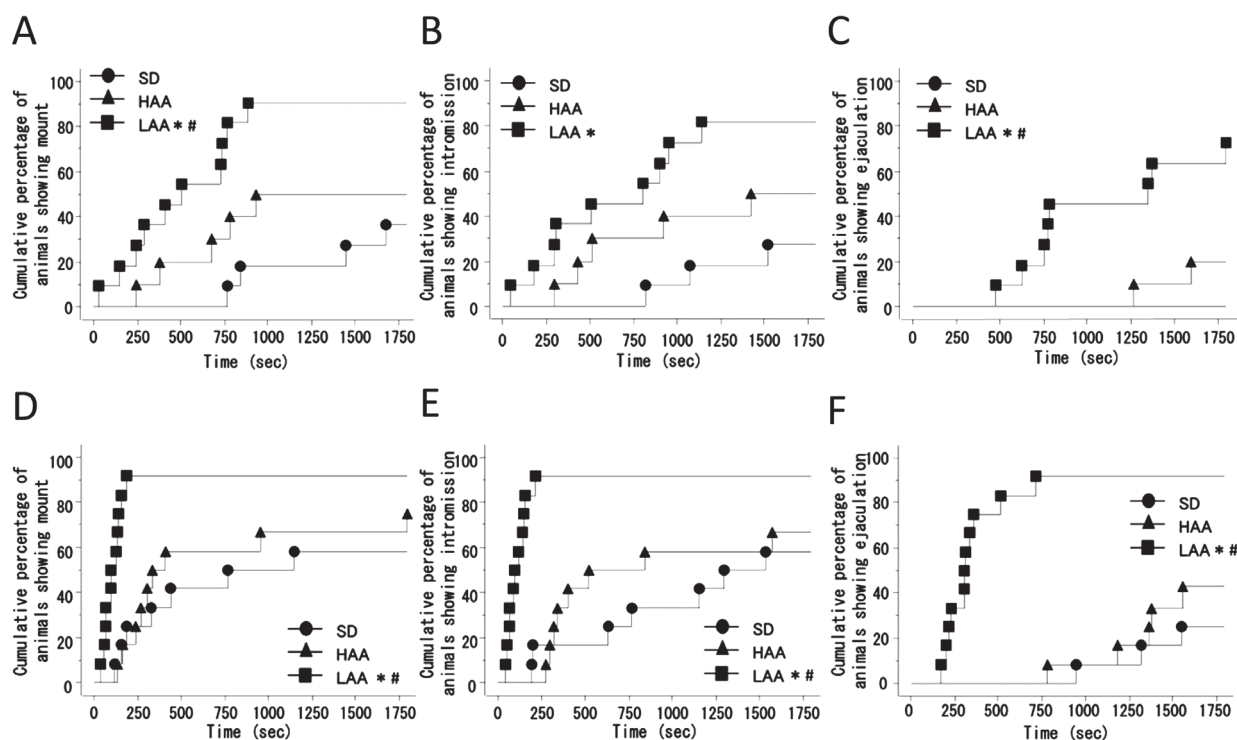 A
Cumulative percentage of
animals showing mount
100
80
60
40
20
0
SD
HAA
LAA * #
0 250 500 750 1000 1250 1500 1750
Time (sec)
B
Cumulative percentage of
animals showing intromission
100
80
60
40
20
0
SD
HAA
LAA *
0 250 500 750 1000 1250 1500 1750
Time (sec)
C
Cumulative percentage of
animals showing ejaculation
100
80
60
40
20
0
SD
HAA
LAA * #
0 250 500 750 1000 1250 1500 1750
Time (sec)
D
Cumulative percentage of
animals showing mount
100
80
60
40
20
0
SD
HAA
LAA * #
0 250 500 750 1000 1250 1500 1750
Time (sec)
E
Cumulative percentage of
animals showing intromission
100
80
60
40
20
0
SD
HAA
LAA * #
0 250 500 750 1000 1250 1500 1750
Time (sec)
F
Cumulative percentage of
animals showing ejaculation
100
80
60
40
20
0
SD
HAA
LAA * #
0 250 500 750 1000 1250 1500 1750
Time (sec)